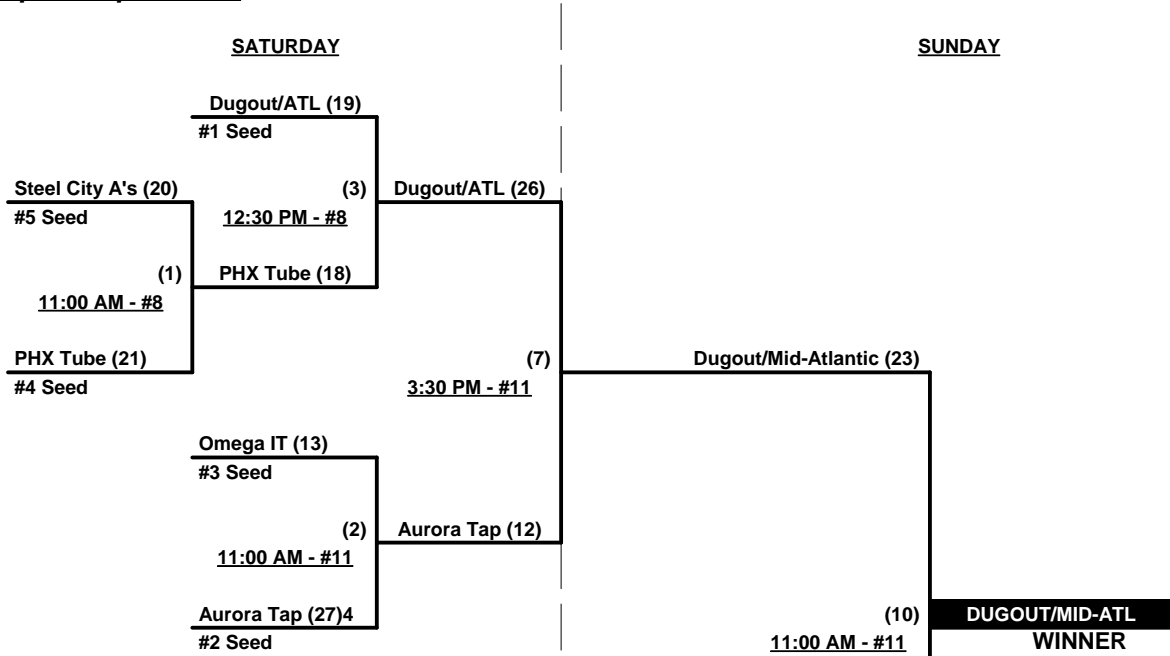 SATURDAY
SUNDAY
Dugout/ATL (19)
#1 Seed
Steel City A's (20)
(3)
Dugout/ATL (26)
#5 Seed
12:30 PM - #8
(1)
PHX Tube (18)
11:00 AM - #8
PHX Tube (21)
(7)
Dugout/Mid-Atlantic (23)
#4 Seed
3:30 PM - #11
Omega IT (13)
#3 Seed
(2)
Aurora Tap (12)
11:00 AM - #11
Aurora Tap (27)4
(10)
DUGOUT/MID-ATL
#2 Seed
11:00 AM - #11
WINNER